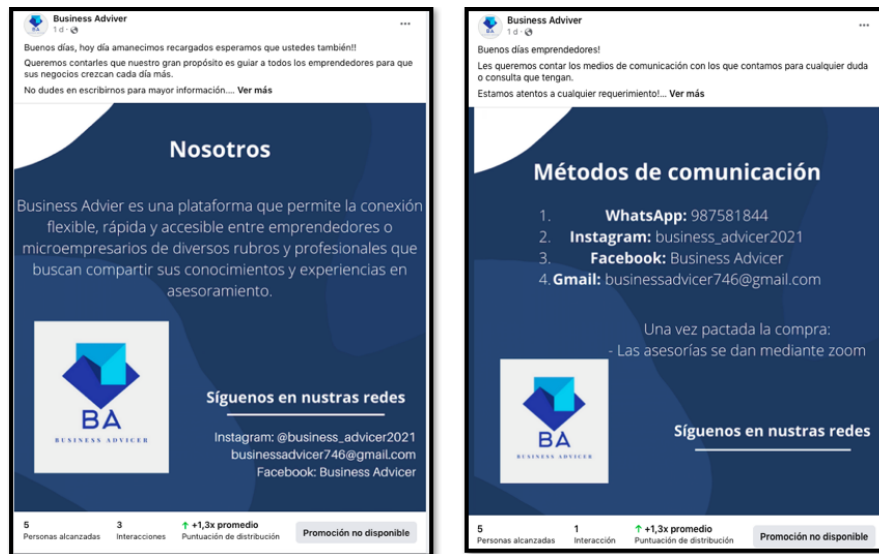 Business Adviver
1 d ·
Buenos días, hoy día amanecimos recargados esperamos que ustedes también!!
Queremos contarles que nuestro gran propósito es guiar a todos los emprendedores para que
sus negocios crezcan cada día más.
No dudes en escribirnos para mayor información.... Ver más
Nosotros
Business Advier es una plataforma que permite la conexión
flexible, rápida y accesible entre emprendedores o
microempresarios de diversos rubros y profesionales que
buscan compartir sus conocimientos y experiencias en
asesoramiento.
BA
BUSINESS ADVICER
Síguenos en nustras redes
Instagram: @business_advicer2021
businessadvicer746@gmail.com
Facebook: Business Advicer
5
Personas alcanzadas
3
Interacciones
↑ +1,3x promedio
Puntuación de distribución
Promoción no disponible
Business Adviver
1 d ·
Buenos días emprendedores!
Les queremos contar los medios de comunicación con los que contamos para cualquier duda
o consulta que tengan.
Estamos atentos a cualquier requerimiento!... Ver más
Métodos de comunicación
1. WhatsApp: 987581844
2. Instagram: business_advicer2021
3. Facebook: Business Advicer
4. Gmail: businessadvicer746@gmail.com
Una vez pactada la compra:
- Las asesorías se dan mediante zoom
BA
BUSINESS ADVICER
Síguenos en nustras redes
5
Personas alcanzadas
1
Interacción
↑ +1,3x promedio
Puntuación de distribución
Promoción no disponible